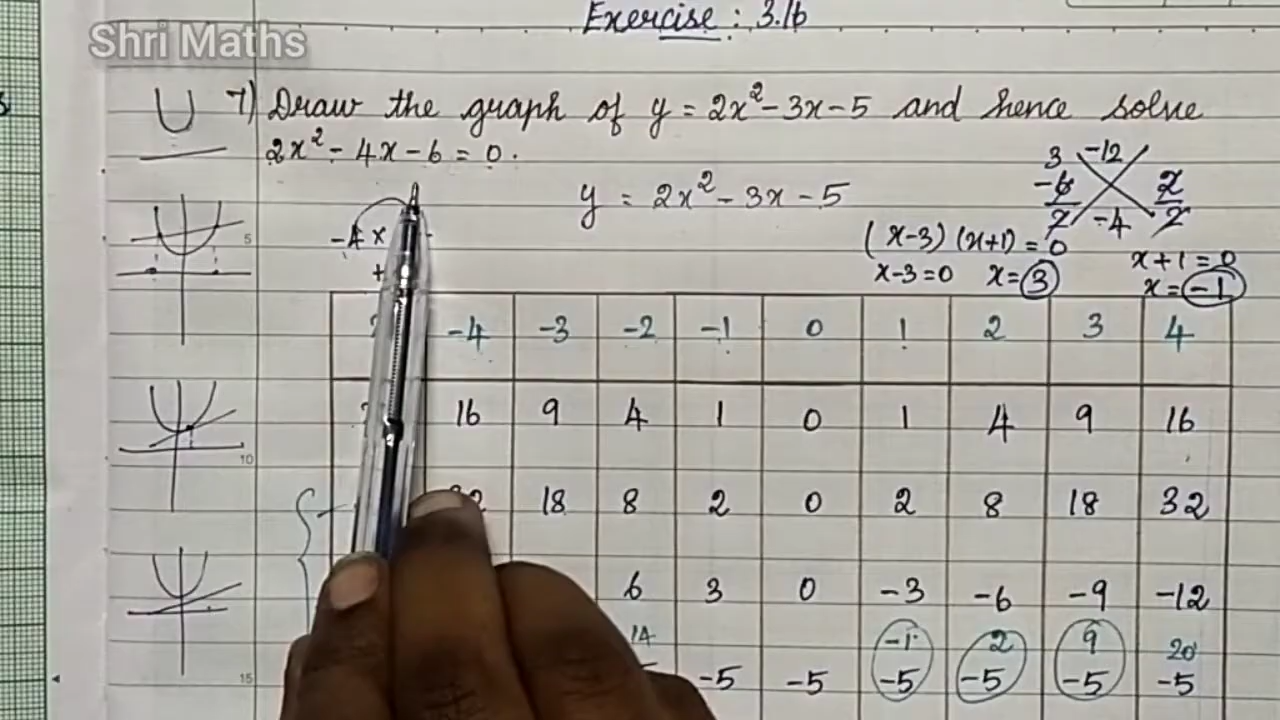 Exercise : 3.16
Shri Maths
7) Draw the graph of y = 2x² - 3x - 5 and hence solve
2x² - 4x - 6 = 0.
y = 2x² - 3x - 5
3 -12
-6 2
2 -4 2
-4 x
+
(x-3) (x+1) = 0
x-3=0 x=3
x+1=0
x=-1
-4 -3 -2 -1 0 1 2 3 4
16 9 4 1 0 1 4 9 16
18 8 2 0 2 8 18 32
6 3 0 -3 -6 -9 -12
14 -1 2 9 20
-5 -5 -5 -5 -5 -5
5
10
15